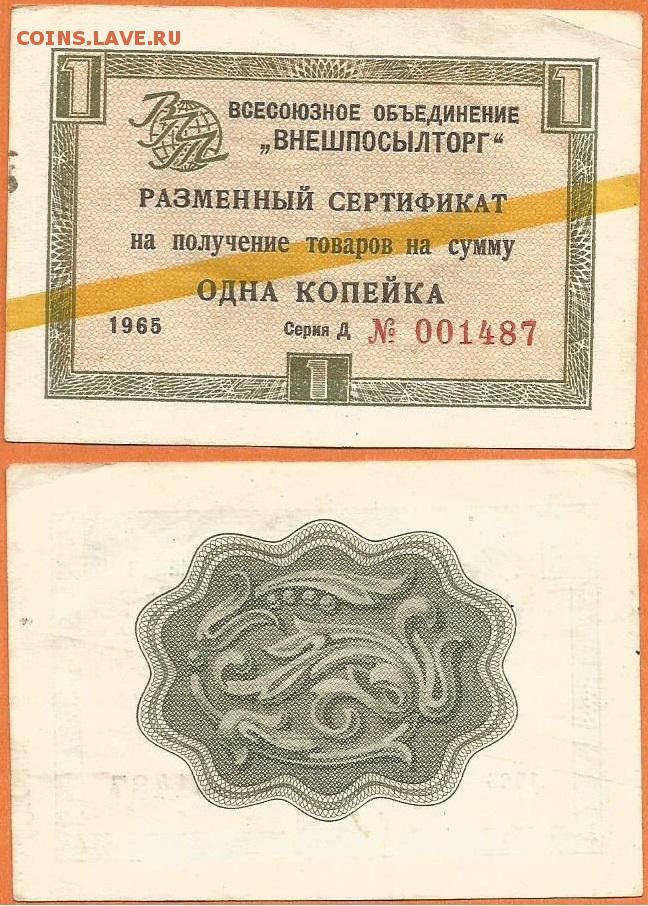 COINS.LAVE.RU
1 1
ВПТ
ВСЕСОЮЗНОЕ ОБЪЕДИНЕНИЕ
„ВНЕШПОСЫЛТОРГ“
РАЗМЕННЫЙ СЕРТИФИКАТ
на получение товаров на сумму
ОДНА КОПЕЙКА
1965 Серия Д № 001487
1